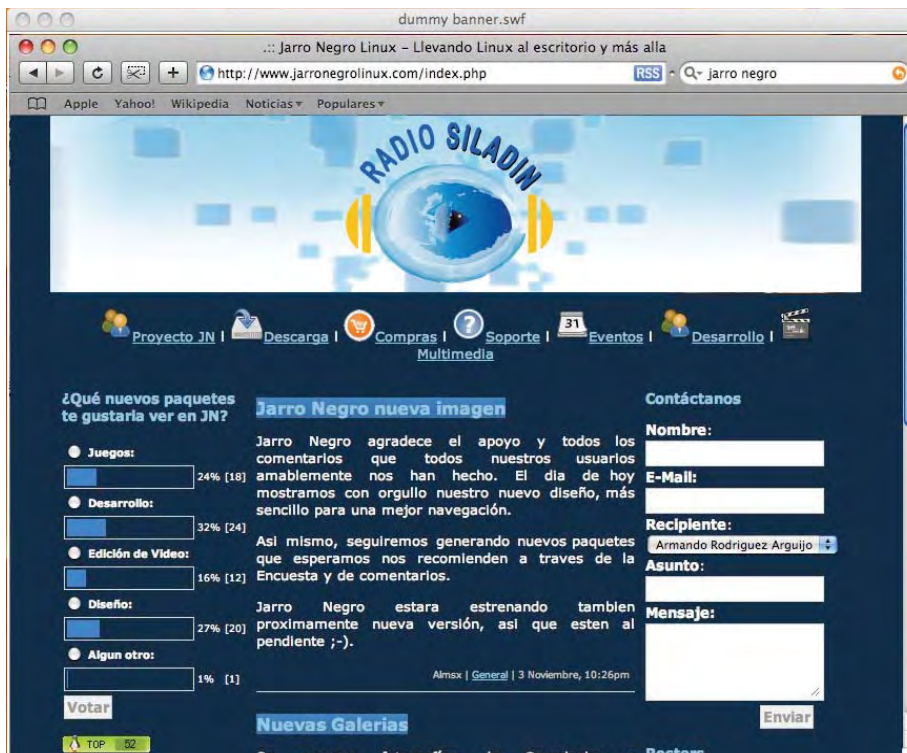 dummy banner.swf
.:: Jarro Negro Linux – Llevando Linux al escritorio y más alla
http://www.jarronegrolinux.com/index.php
RSS
jarro negro
Apple Yahoo! Wikipedia Noticias Populares
RADIO SILADIN
Proyecto JN | Descarga | Compras | Soporte | 31 Eventos | Desarrollo |
Multimedia
¿Qué nuevos paquetes
te gustaria ver en JN?
Juegos:
24% [18]
Desarrollo:
32% [24]
Edición de Video:
16% [12]
Diseño:
27% [20]
Algun otro:
1% [1]
Votar
TOP 52
Jarro Negro nueva imagen
Jarro Negro agradece el apoyo y todos los
comentarios que todos nuestros usuarios
amablemente nos han hecho. El dia de hoy
mostramos con orgullo nuestro nuevo diseño, más
sencillo para una mejor navegación.
Asi mismo, seguiremos generando nuevos paquetes
que esperamos nos recomienden a traves de la
Encuesta y de comentarios.
Jarro Negro estara estrenando tambien
proximamente nueva versión, asi que esten al
pendiente ;-).
Almsx | General | 3 Noviembre, 10:26pm
Nuevas Galerias
Contáctanos
Nombre:
E-Mail:
Recipiente:
Armando Rodriguez Arguijo
Asunto:
Mensaje:
Enviar